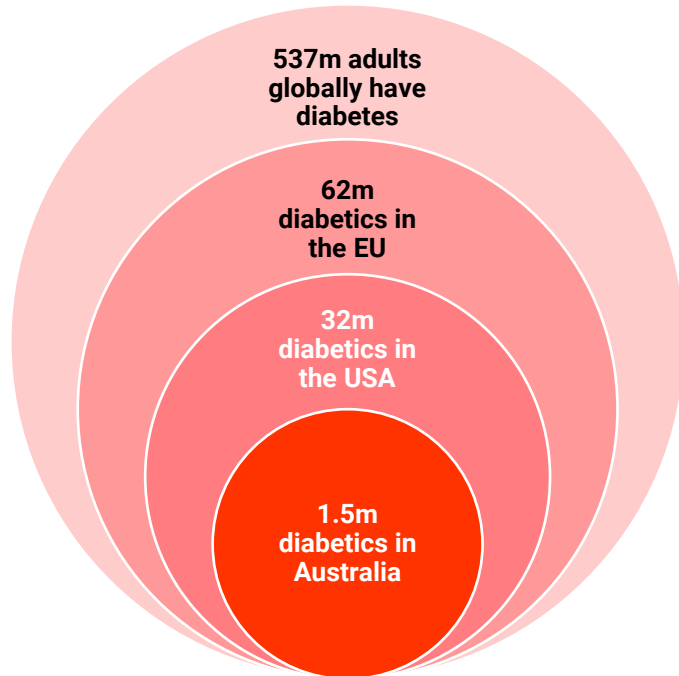 537m adults
globally have
diabetes
62m
diabetics in
the EU
32m
diabetics in
the USA
1.5m
diabetics in
Australia